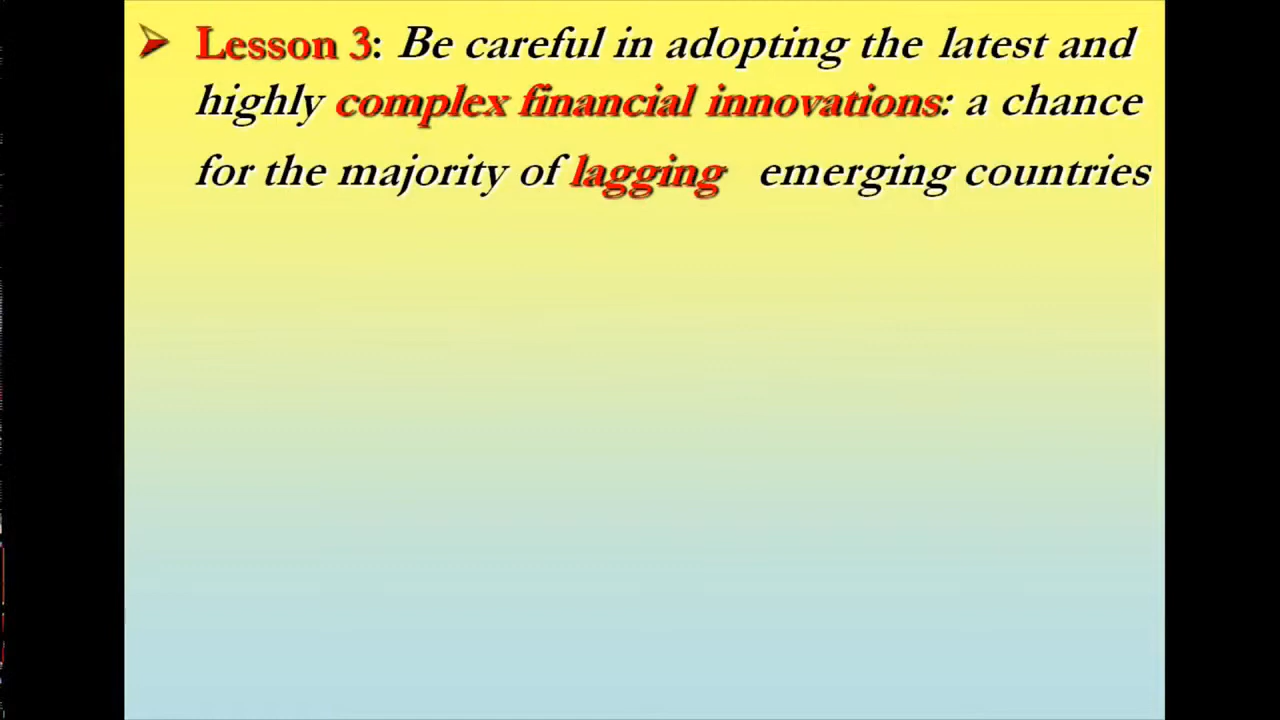 Lesson 3: Be careful in adopting the latest and
highly complex financial innovations: a chance
for the majority of lagging emerging countries